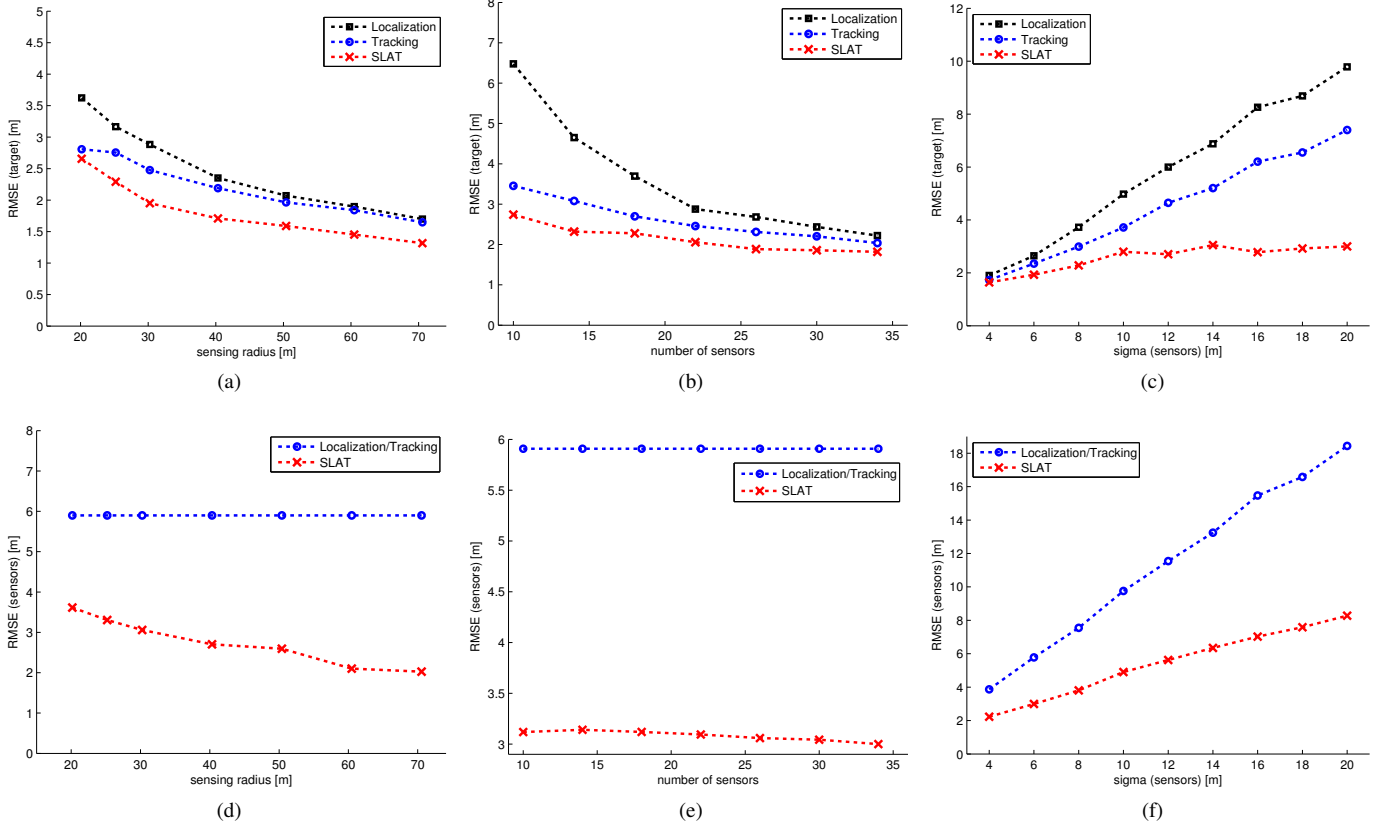 5
4.5
4
3.5
3
2.5
2
1.5
1
0.5
0
RMSE (target) [m]
Localization
Tracking
SLAT
20 30 40 50 60 70
sensing radius [m]
(a)
8
7
6
5
4
3
2
1
0
RMSE (target) [m]
Localization
Tracking
SLAT
10 15 20 25 30 35
number of sensors
(b)
12
10
8
6
4
2
0
RMSE (target) [m]
Localization
Tracking
SLAT
4 6 8 10 12 14 16 18 20
sigma (sensors) [m]
(c)
8
7
6
5
4
3
2
1
0
RMSE (sensors) [m]
Localization/Tracking
SLAT
20 30 40 50 60 70
sensing radius [m]
(d)
6
5.5
5
4.5
4
3.5
3
RMSE (sensors) [m]
Localization/Tracking
SLAT
10 15 20 25 30 35
number of sensors
(e)
18
16
14
12
10
8
6
4
2
0
RMSE (sensors) [m]
Localization/Tracking
SLAT
4 6 8 10 12 14 16 18 20
sigma (sensors) [m]
(f)